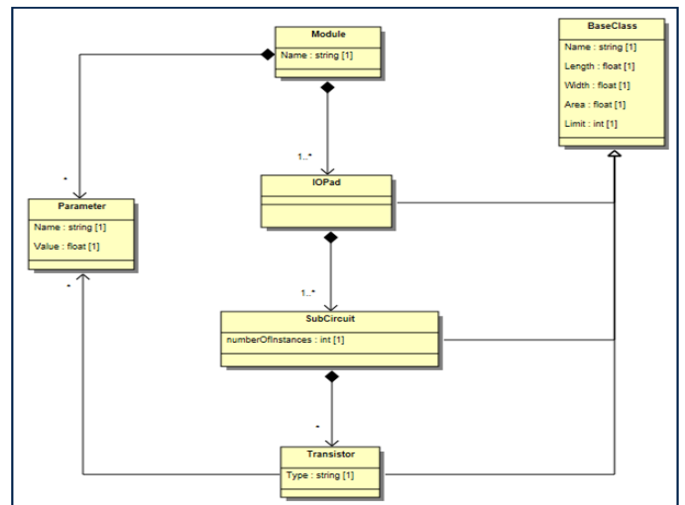 Module
Name : string [1]
BaseClass
Name : string [1]
Length : float [1]
Width : float [1]
Area : float [1]
Limit : int [1]
1..*
*
IOPad
Parameter
Name : string [1]
Value : float [1]
*
1..*
SubCircuit
numberOfInstances : int [1]
*
Transistor
Type : string [1]